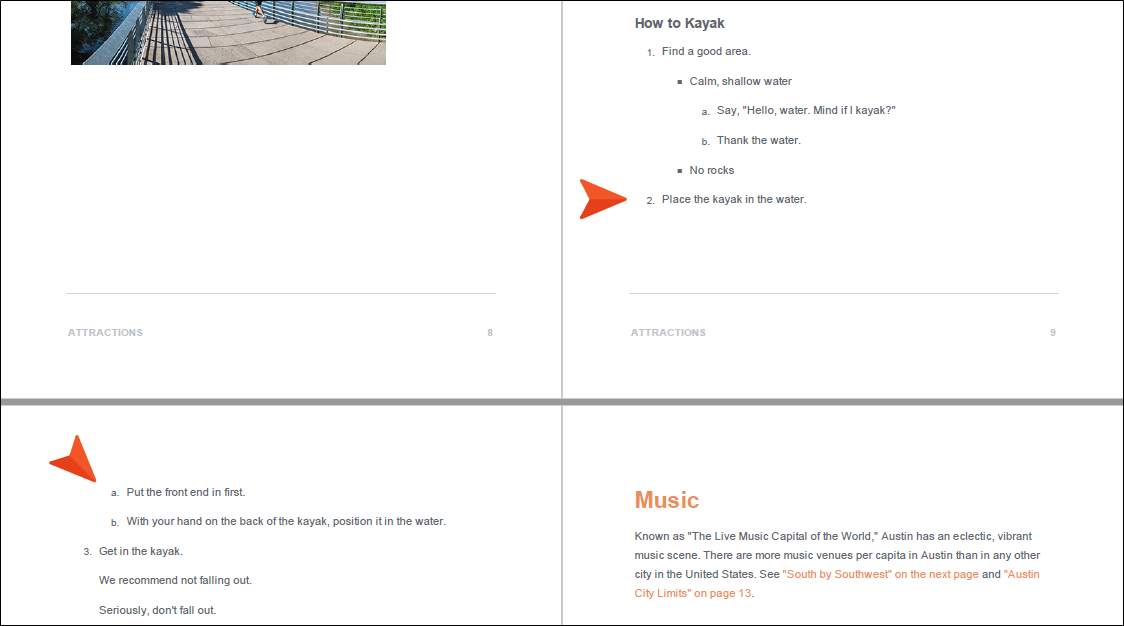 How to Kayak
1. Find a good area.
▪ Calm, shallow water
a. Say, "Hello, water. Mind if I kayak?"
b. Thank the water.
▪ No rocks
2. Place the kayak in the water.
ATTRACTIONS 8
ATTRACTIONS 9
a. Put the front end in first.
b. With your hand on the back of the kayak, position it in the water.
3. Get in the kayak.
We recommend not falling out.
Seriously, don't fall out.
Music
Known as "The Live Music Capital of the World," Austin has an eclectic, vibrant
music scene. There are more music venues per capita in Austin than in any other
city in the United States. See "South by Southwest" on the next page and "Austin
City Limits" on page 13.